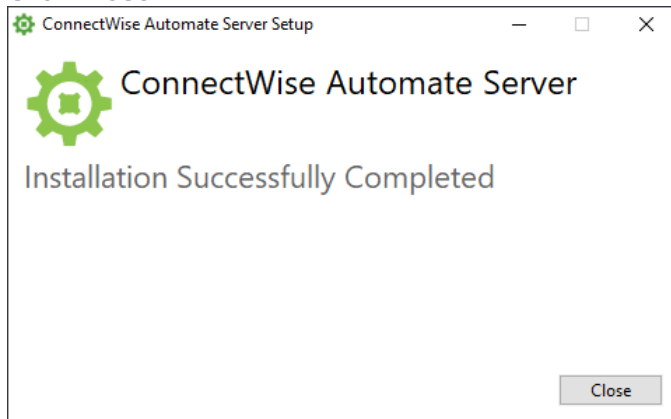 ConnectWise Automate Server Setup
ConnectWise Automate Server
Installation Successfully Completed
Close